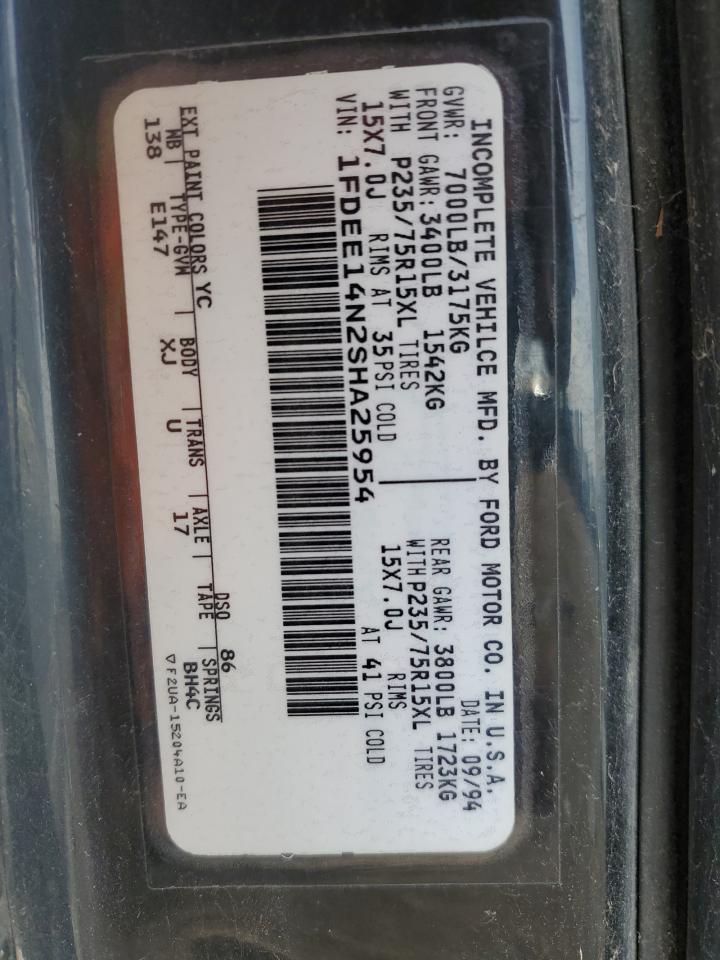 INCOMPLETE VEHILCE MFD. BY FORD MOTOR CO. IN U.S.A.
GVWR: 7000LB/3175KG
DATE: 09/94
FRONT GAWR: 3400LB 1542KG
REAR GAWR: 3800LB 1723KG
WITH P235/75R15XL TIRES
WITH P235/75R15XL TIRES
15X7.0J RIMS AT 35 PSI COLD
15X7.0J RIMS AT 41 PSI COLD
VIN: 1FDEE14N2SHA25954
EXT PAINT COLORS YC
DSO 86
WB | TYPE-GVW | BODY | TRANS | AXLE | TAPE | SPRINGS
138 E147 XJ U 17 BH4C
▽ F2UA-15204A10-EA